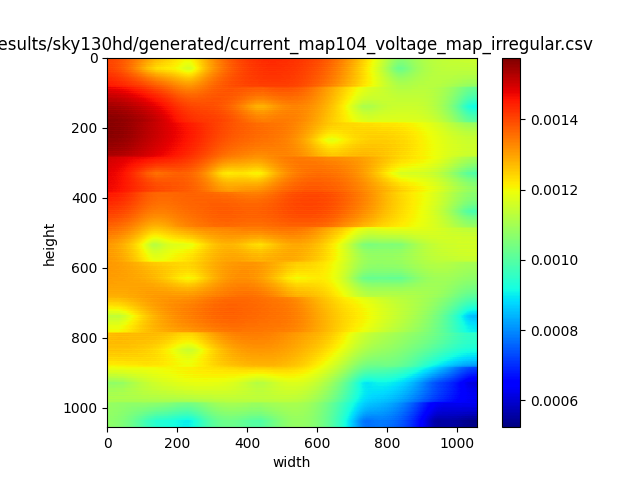 esults/sky130hd/generated/current_map104_voltage_map_irregular.csv
0
200
400
600
800
1000
height
0 200 400 600 800 1000
width
0.0014
0.0012
0.0010
0.0008
0.0006